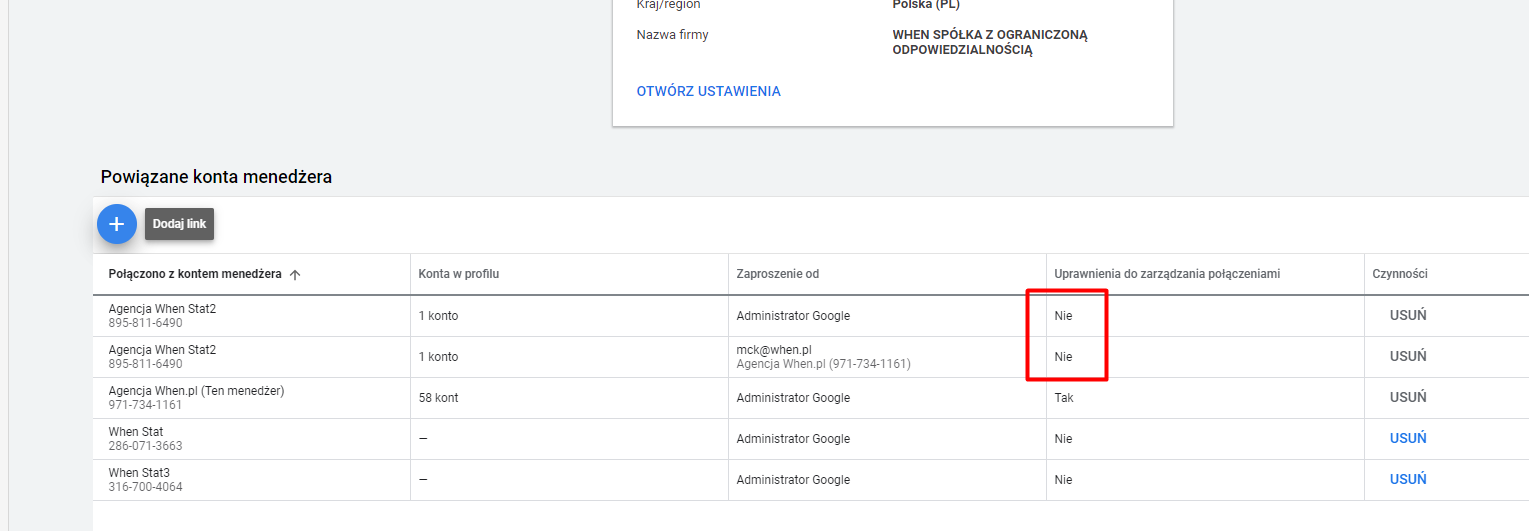 Kraj/region
Polska (PL)
Nazwa firmy
WHEN SPÓŁKA Z OGRANICZONĄ
ODPOWIEDZIALNOŚCIĄ
OTWÓRZ USTAWIENIA
Powiązane konta menedżera
Dodaj link
Połączono z kontem menedżera
Konta w profilu
Zaproszenie od
Uprawnienia do zarządzania połączeniami
Czynności
Agencja When Stat2
895-811-6490
1 konto
Administrator Google
Nie
USUŃ
Agencja When Stat2
895-811-6490
1 konto
mck@when.pl
Agencja When.pl (971-734-1161)
Nie
USUŃ
Agencja When.pl (Ten menedżer)
971-734-1161
58 kont
Administrator Google
Tak
USUŃ
When Stat
286-071-3663
—
Administrator Google
Nie
USUŃ
When Stat3
316-700-4064
—
Administrator Google
Nie
USUŃ